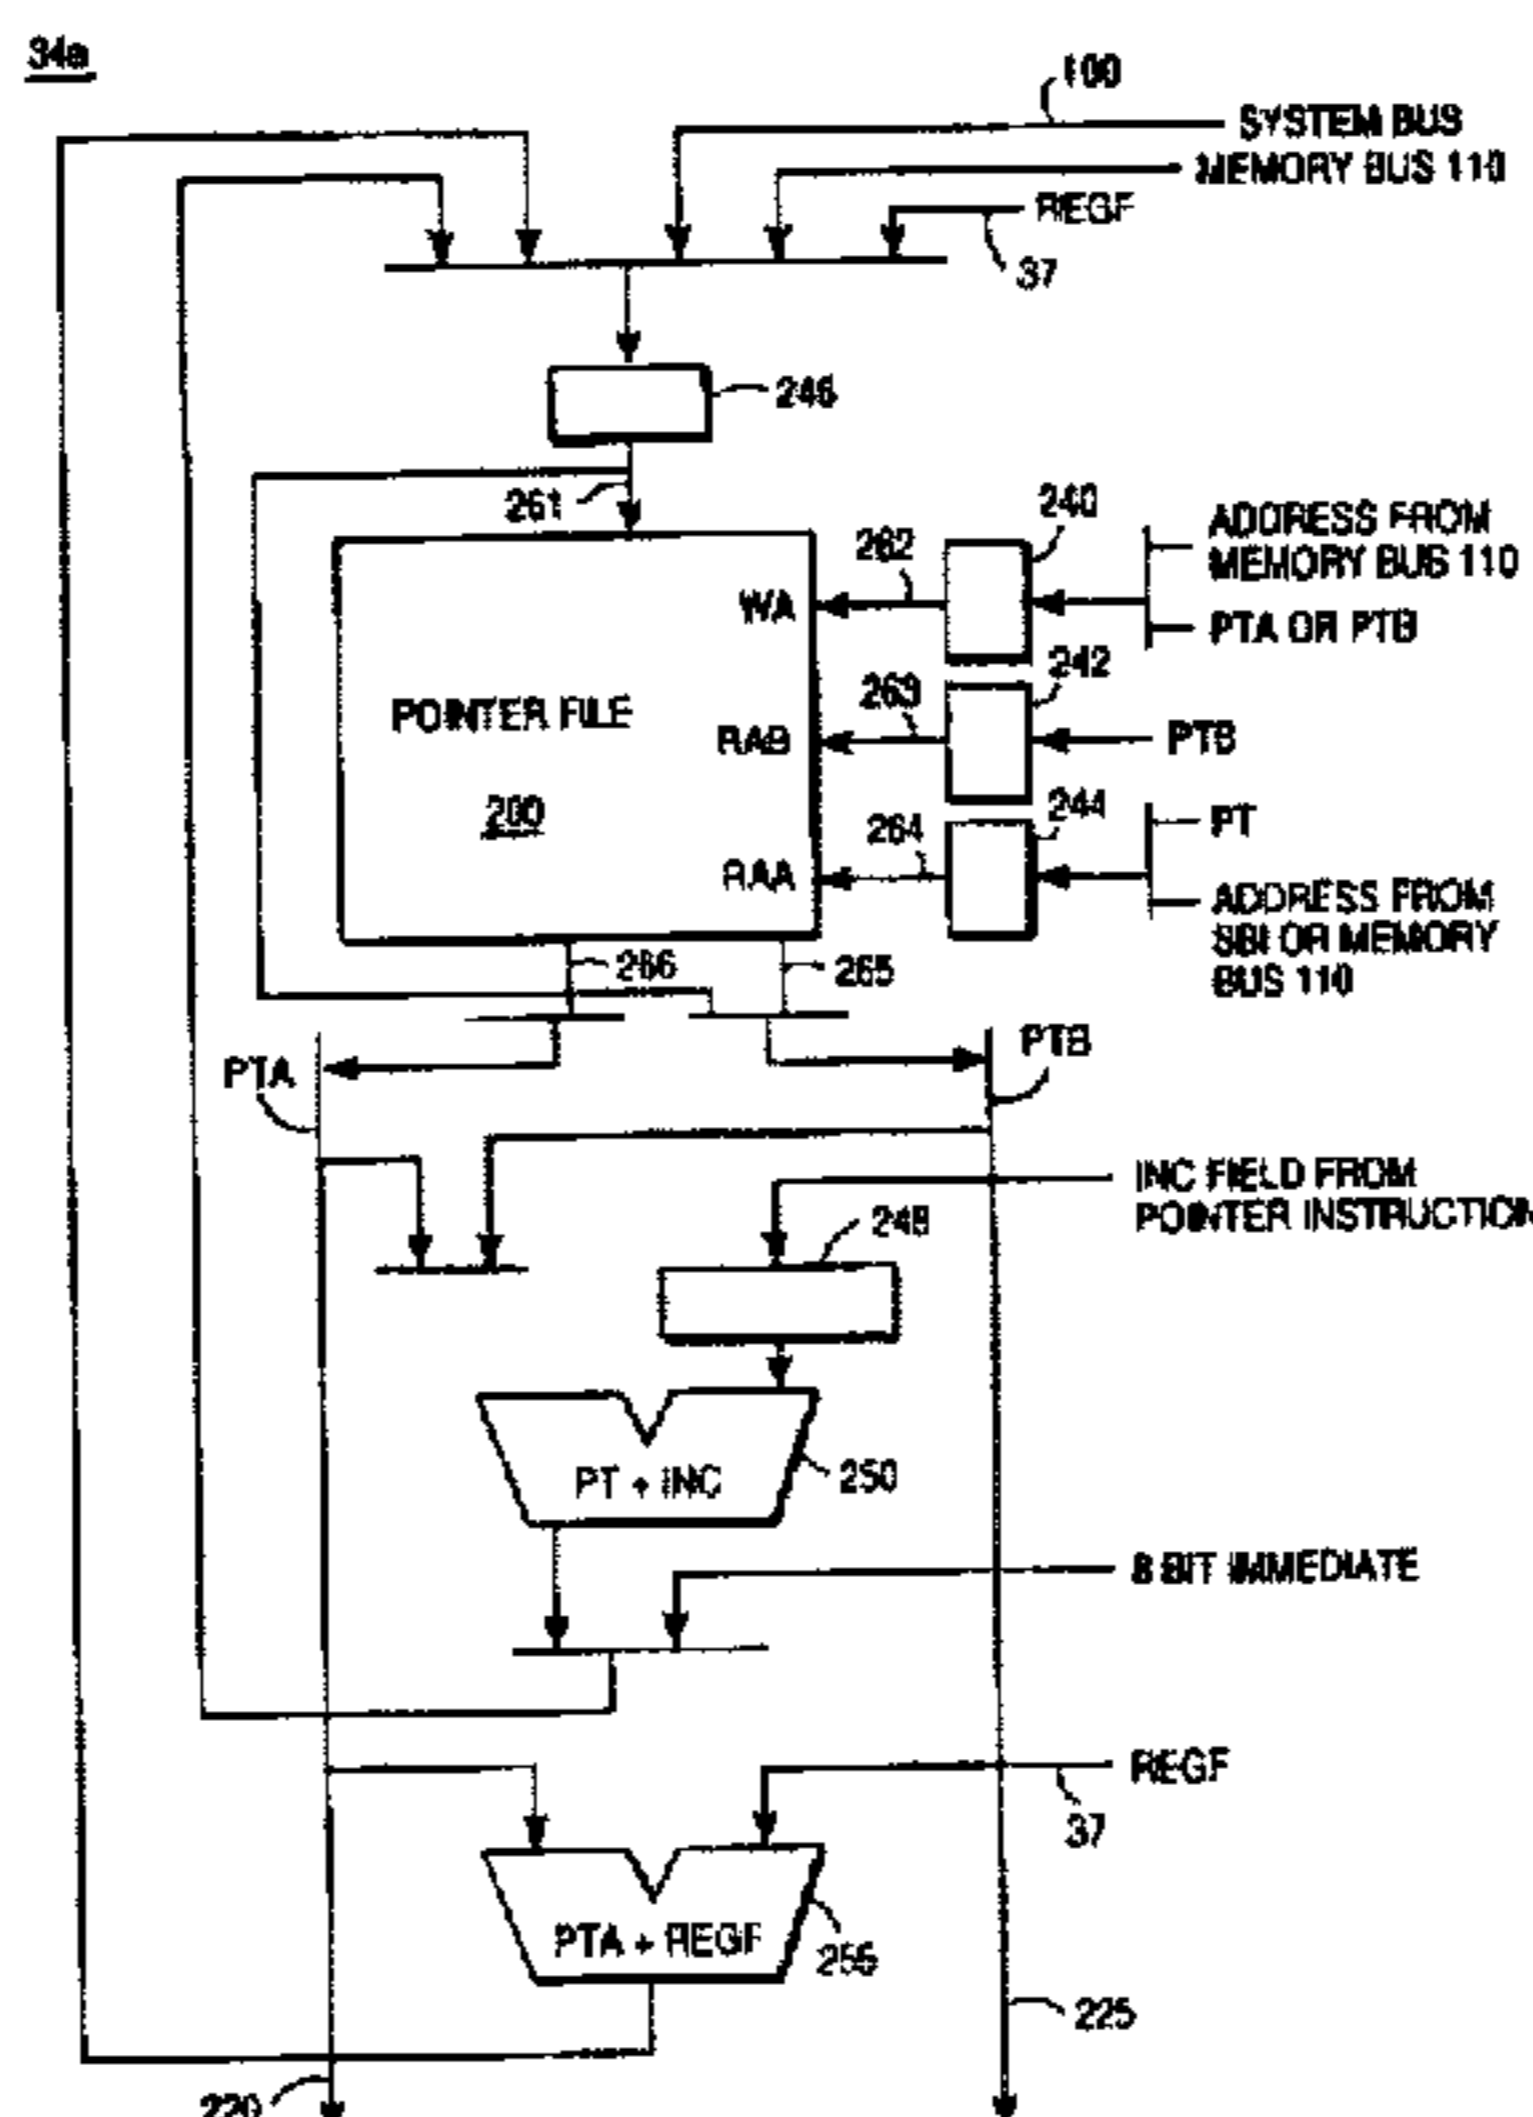 34a
100
SYSTEM BUS
MEMORY BUS 110
REGF
37
246
261
240
ADDRESS FROM
MEMORY BUS 110
262
WA
PTA OR PTB
242
263
POINTER FILE
RAB
PTB
200
244
264
PT
RAA
ADDRESS FROM
SBI OR MEMORY
BUS 110
266
265
PTA
PTB
INC FIELD FROM
POINTER INSTRUCTION
248
PT + INC
250
8 BIT IMMEDIATE
REGF
37
PTA + REGF
255
225
220